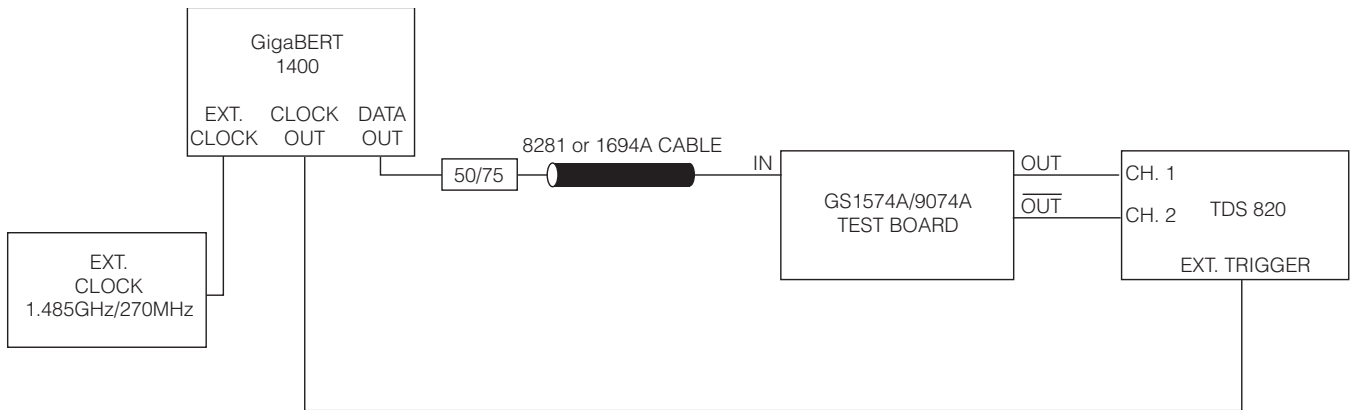 GigaBERT
1400
EXT.
CLOCK
CLOCK
OUT
DATA
OUT
50/75
8281 or 1694A CABLE
IN
GS1574A/9074A
TEST BOARD
OUT
OUT
CH. 1
CH. 2
TDS 820
EXT. TRIGGER
EXT.
CLOCK
1.485GHz/270MHz